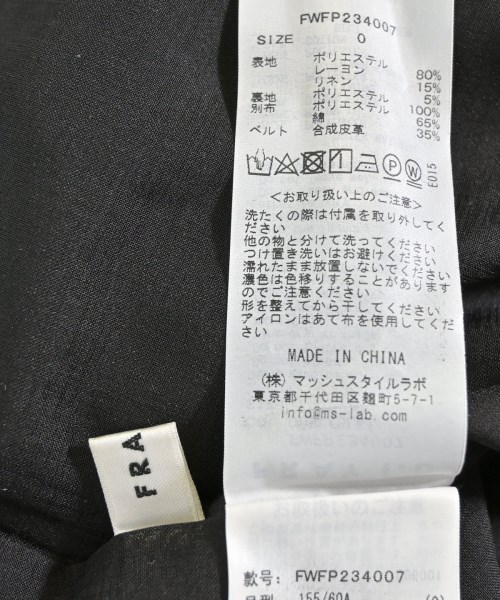 FWFP234007
SIZE 0
表地 ポリエステル 80%
レーヨン 15%
リネン 5%
裏地 ポリエステル 100%
別布 ポリエステル 65%
綿 35%
ベルト 合成皮革
E015
<お取り扱い上のご注意>
洗たくの際は付属を取り外してく
ださい
他の物と分けて洗ってください
つけ置き洗いはお避けください
濡れたまま放置しないでください
濃色は色移りすることがあります
のでご注意ください
形を整えてから干してください
アイロンはあて布を使用してくだ
さい
MADE IN CHINA
(株) マッシュスタイルラボ
東京都千代田区麹町5-7-1
info@ms-lab.com
FRA
款号: FWFP234007
155/60A